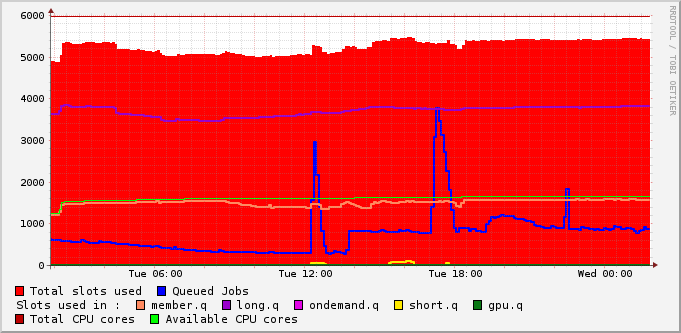 RRDTOOL / TOBI OETIKER
6000
5000
4000
3000
2000
1000
0
Tue 06:00 Tue 12:00 Tue 18:00 Wed 00:00
Total slots used Queued Jobs
Slots used in : member.q long.q ondemand.q short.q gpu.q
Total CPU cores Available CPU cores